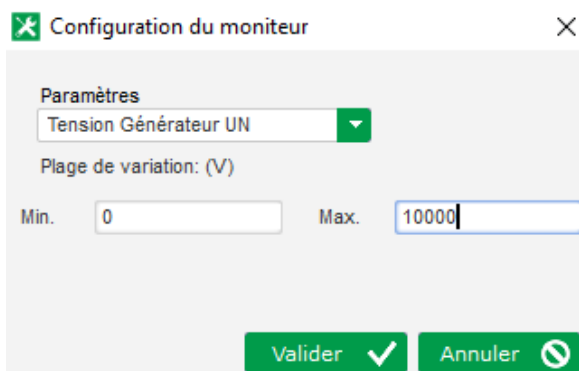 Configuration du moniteur
Paramètres
Tension Générateur UN
Plage de variation: (V)
Min. 0 Max. 10000
Valider Annuler